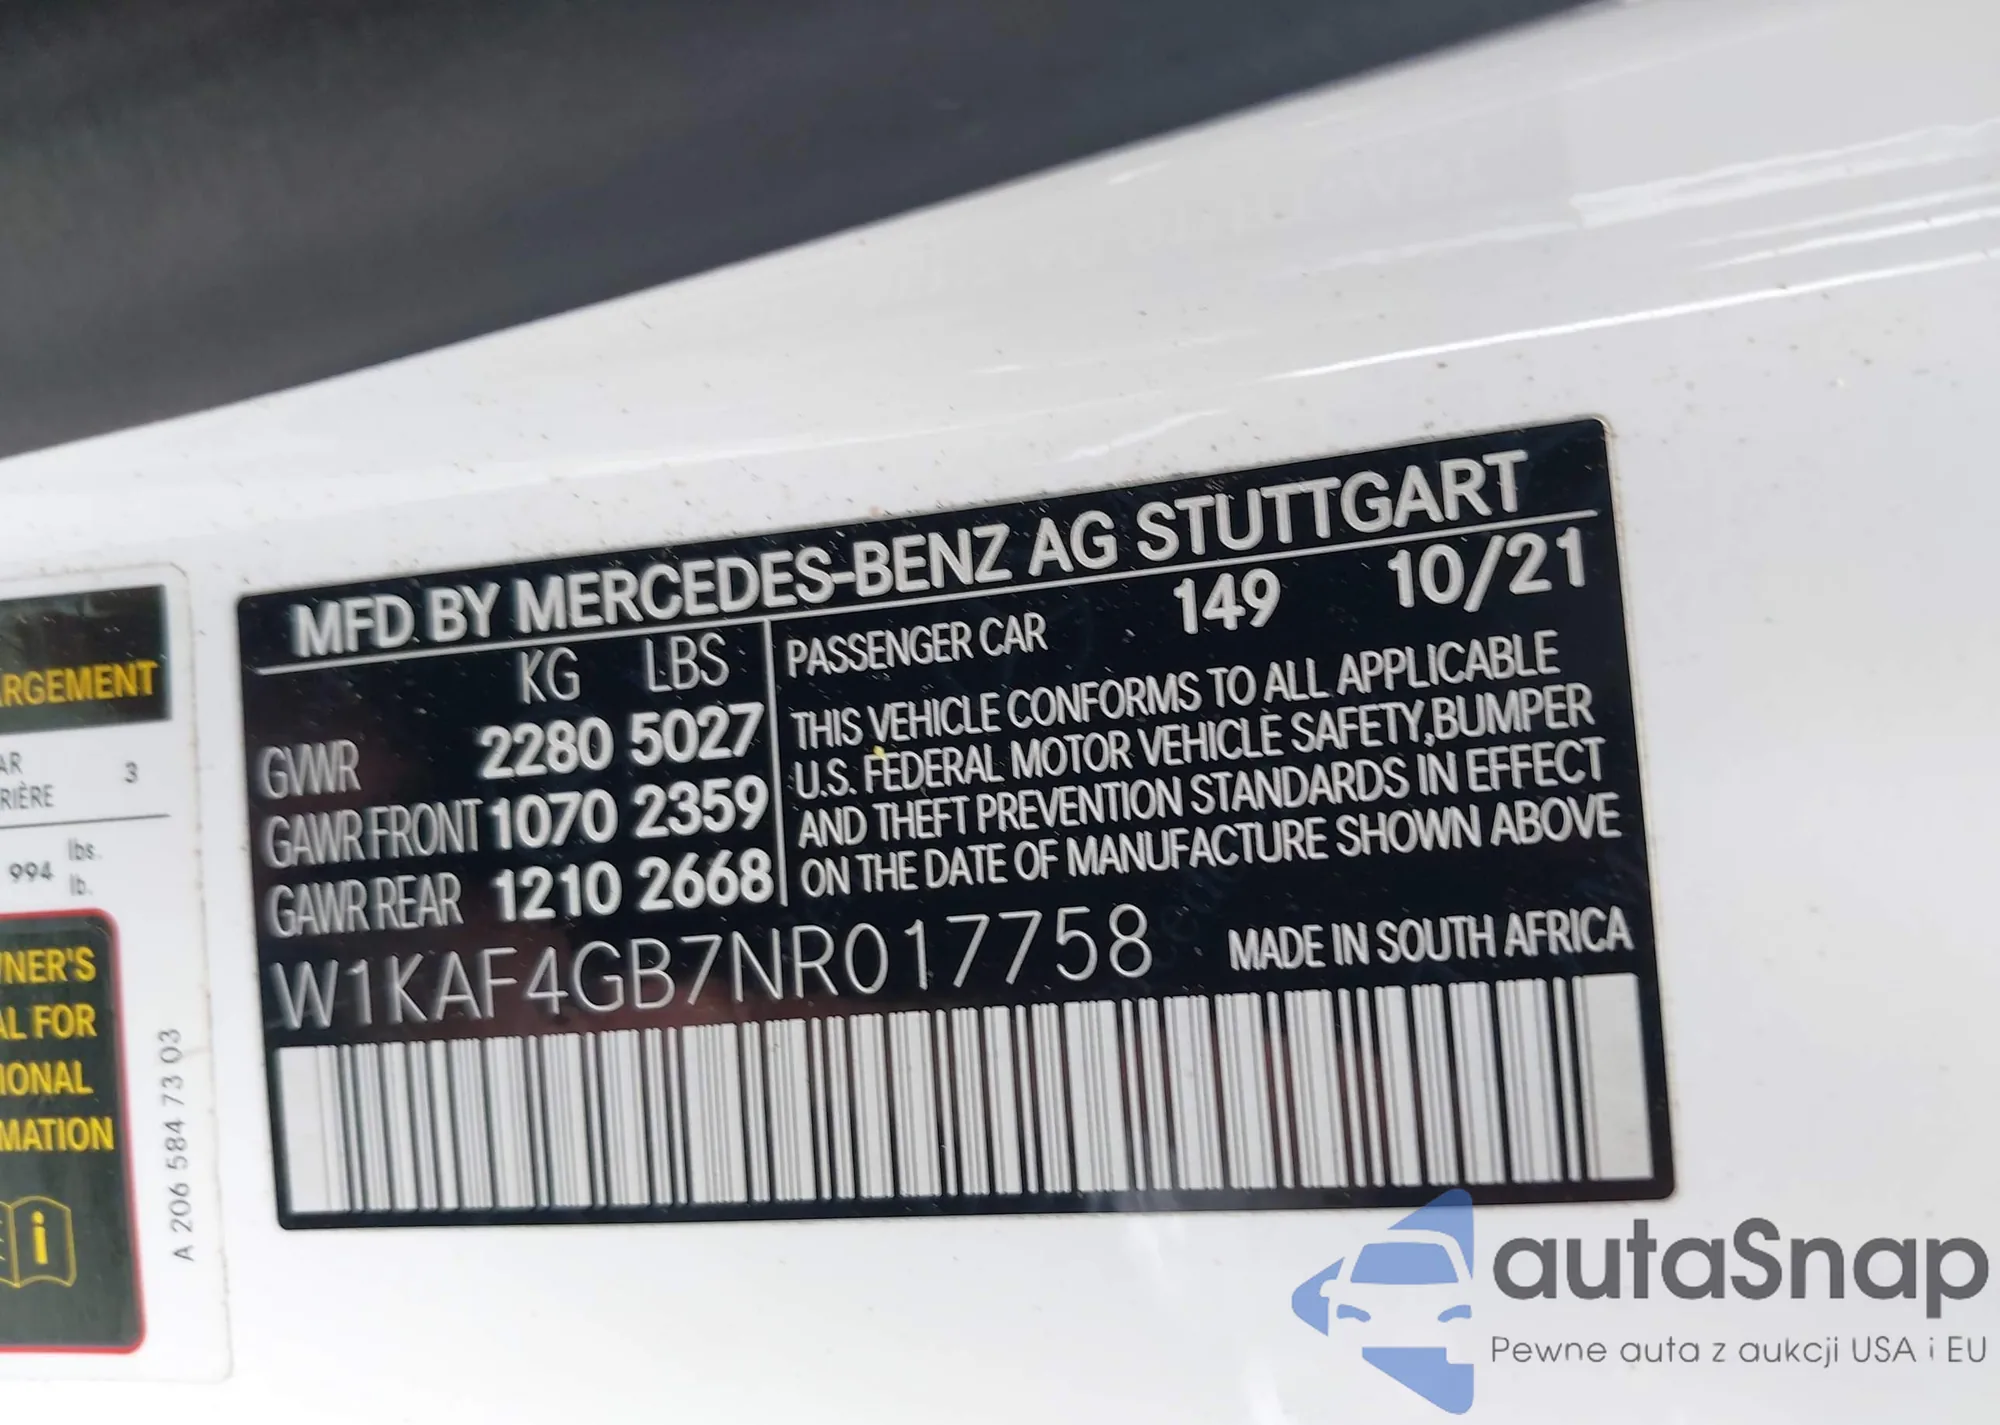 MFD. BY MERCEDES-BENZ AG STUTTGART
KG LBS
GVWR 2280 5027
GAWR FRONT 1070 2359
GAWR REAR 1210 2668
PASSENGER CAR 149 10/21
THIS VEHICLE CONFORMS TO ALL APPLICABLE
U.S. FEDERAL MOTOR VEHICLE SAFETY,BUMPER
AND THEFT PREVENTION STANDARDS IN EFFECT
ON THE DATE OF MANUFACTURE SHOWN ABOVE
W1KAF4GB7NR017758
MADE IN SOUTH AFRICA
RGEMENT
AR
RIÈRE 3
994 lbs.
lb.
NER'S
AL FOR
IONAL
MATION
i
A 206 584 73 03
autaSnap
Pewne auta z aukcji USA i EU